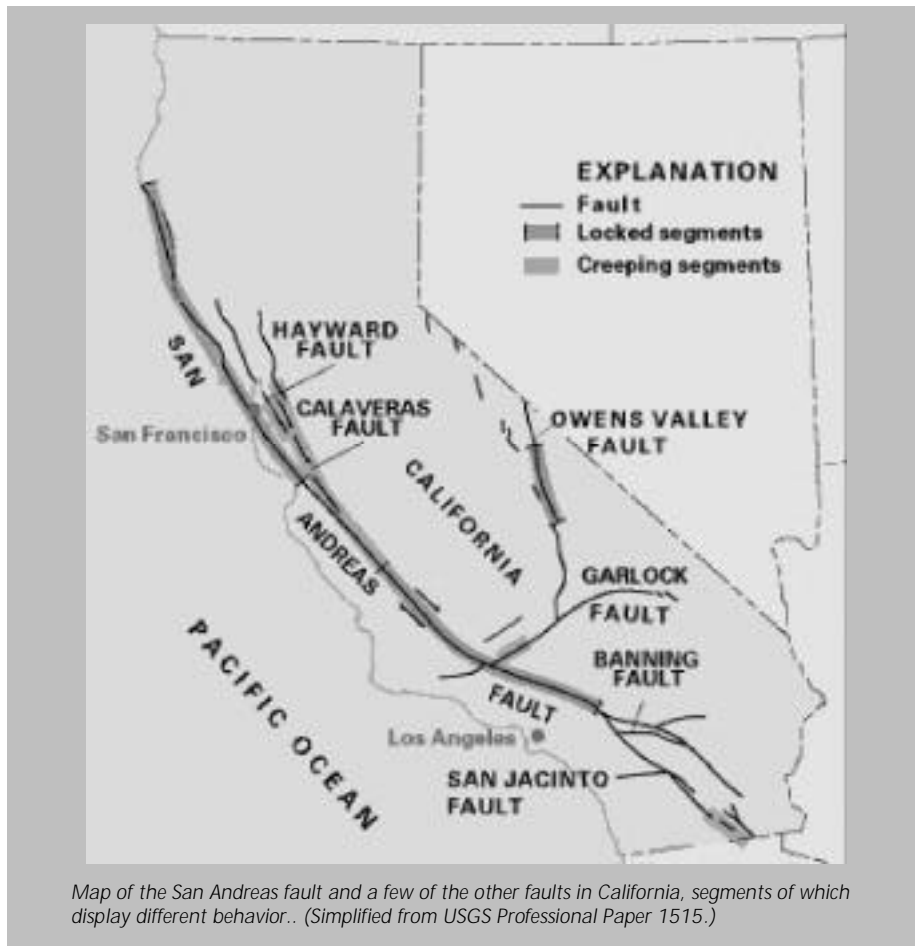 EXPLANATION
Fault
Locked segments
Creeping segments
HAYWARD
FAULT
CALAVERAS
FAULT
SAN
San Francisco
OWENS VALLEY
FAULT
CALIFORNIA
ANDREAS
GARLOCK
FAULT
BANNING
FAULT
PACIFIC OCEAN
FAULT
Los Angeles
SAN JACINTO
FAULT
Map of the San Andreas fault and a few of the other faults in California, segments of which
display different behavior.. (Simplified from USGS Professional Paper 1515.)